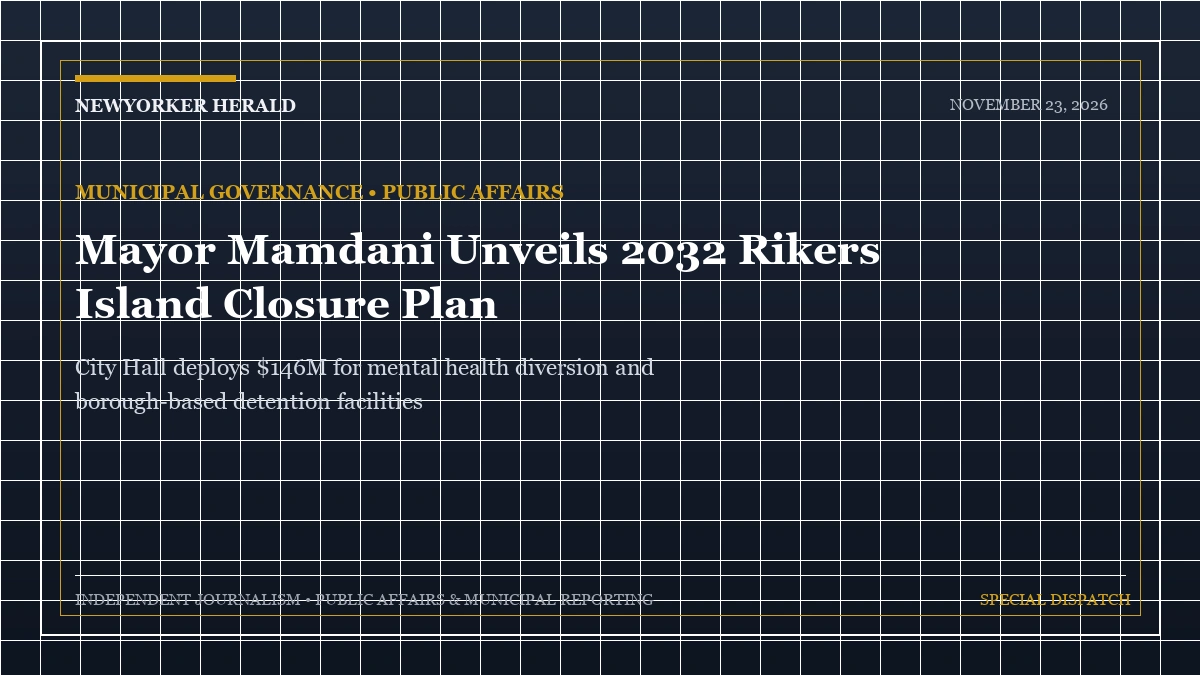 NEWYORKER HERALD
NOVEMBER 23, 2026
MUNICIPAL GOVERNANCE • PUBLIC AFFAIRS
Mayor Mamdani Unveils 2032 Rikers
Island Closure Plan
City Hall deploys $146M for mental health diversion and
borough-based detention facilities
INDEPENDENT JOURNALISM • PUBLIC AFFAIRS & MUNICIPAL REPORTING
SPECIAL DISPATCH